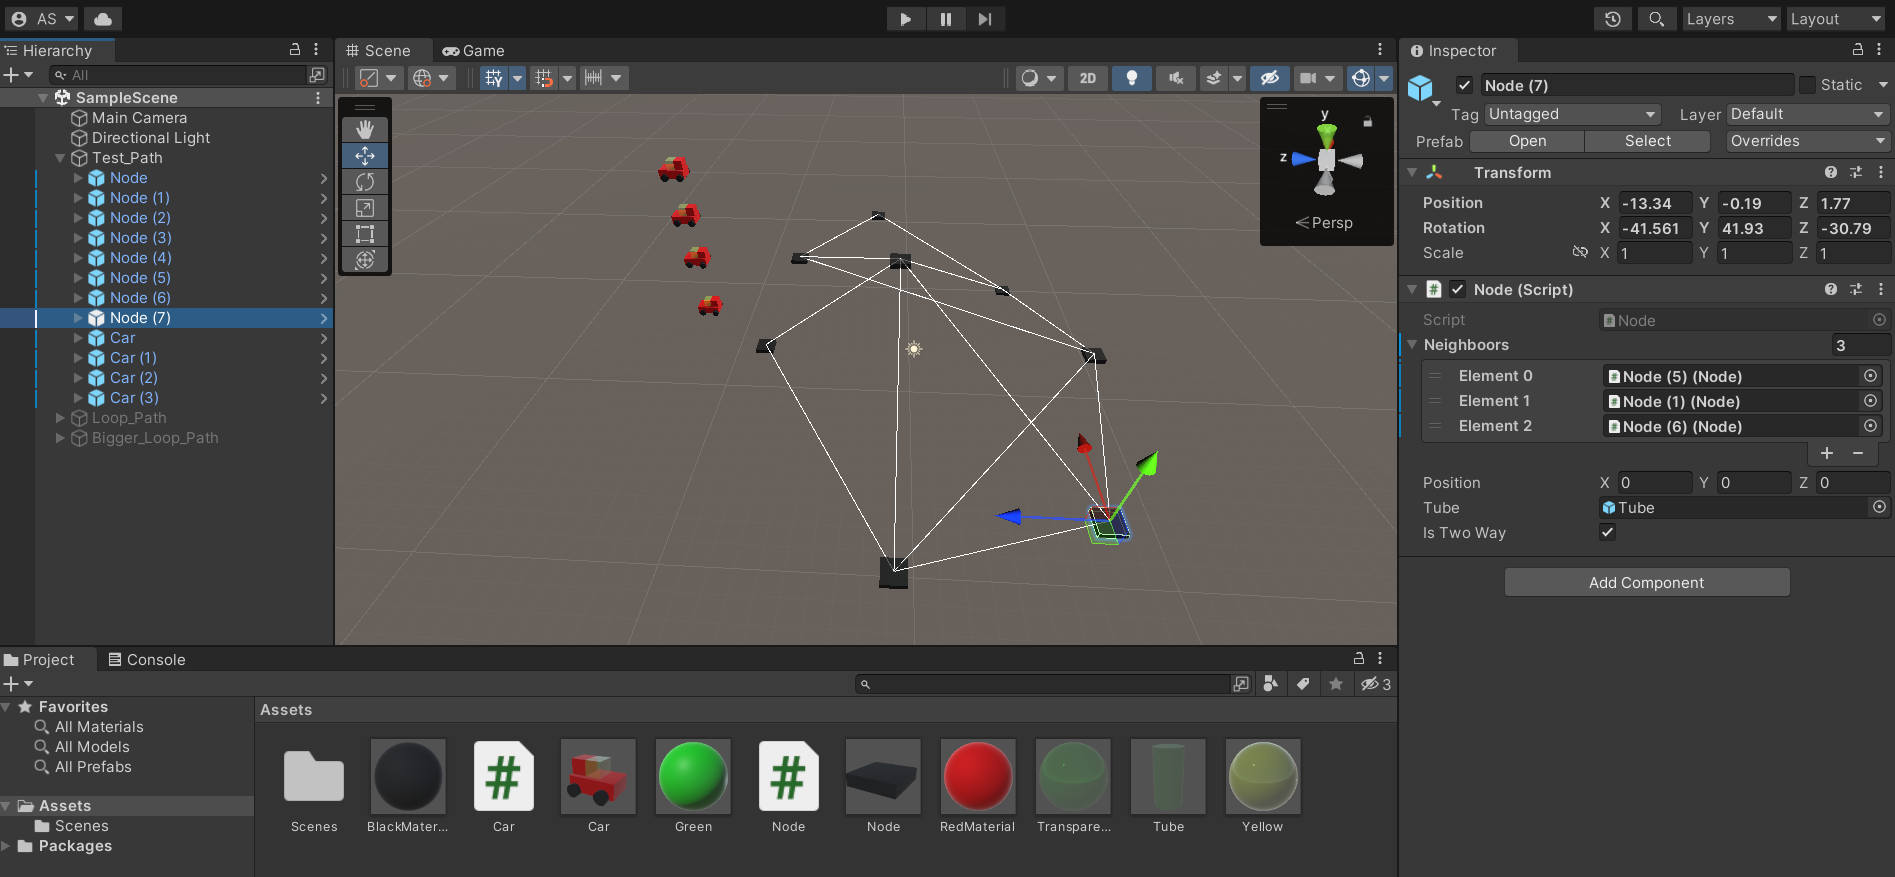 AS
Layers
Layout
Hierarchy
All
SampleScene
Main Camera
Directional Light
Test_Path
Node
Node (1)
Node (2)
Node (3)
Node (4)
Node (5)
Node (6)
Node (7)
Car
Car (1)
Car (2)
Car (3)
Loop_Path
Bigger_Loop_Path
Scene
Game
2D
y
z
Persp
Inspector
Node (7)
Static
Tag Untagged Layer Default
Prefab Open Select Overrides
Transform
Position X -13.34 Y -0.19 Z 1.77
Rotation X -41.561 Y 41.93 Z -30.79
Scale X 1 Y 1 Z 1
# Node (Script)
Script # Node
Neighboors 3
= Element 0 # Node (5) (Node)
= Element 1 # Node (1) (Node)
= Element 2 # Node (6) (Node)
+ −
Position X 0 Y 0 Z 0
Tube Tube
Is Two Way
Add Component
Project
Console
3
Favorites
All Materials
All Models
All Prefabs
Assets
Scenes
Packages
Assets
# #
Scenes BlackMater... Car Car Green Node Node RedMaterial Transpare... Tube Yellow